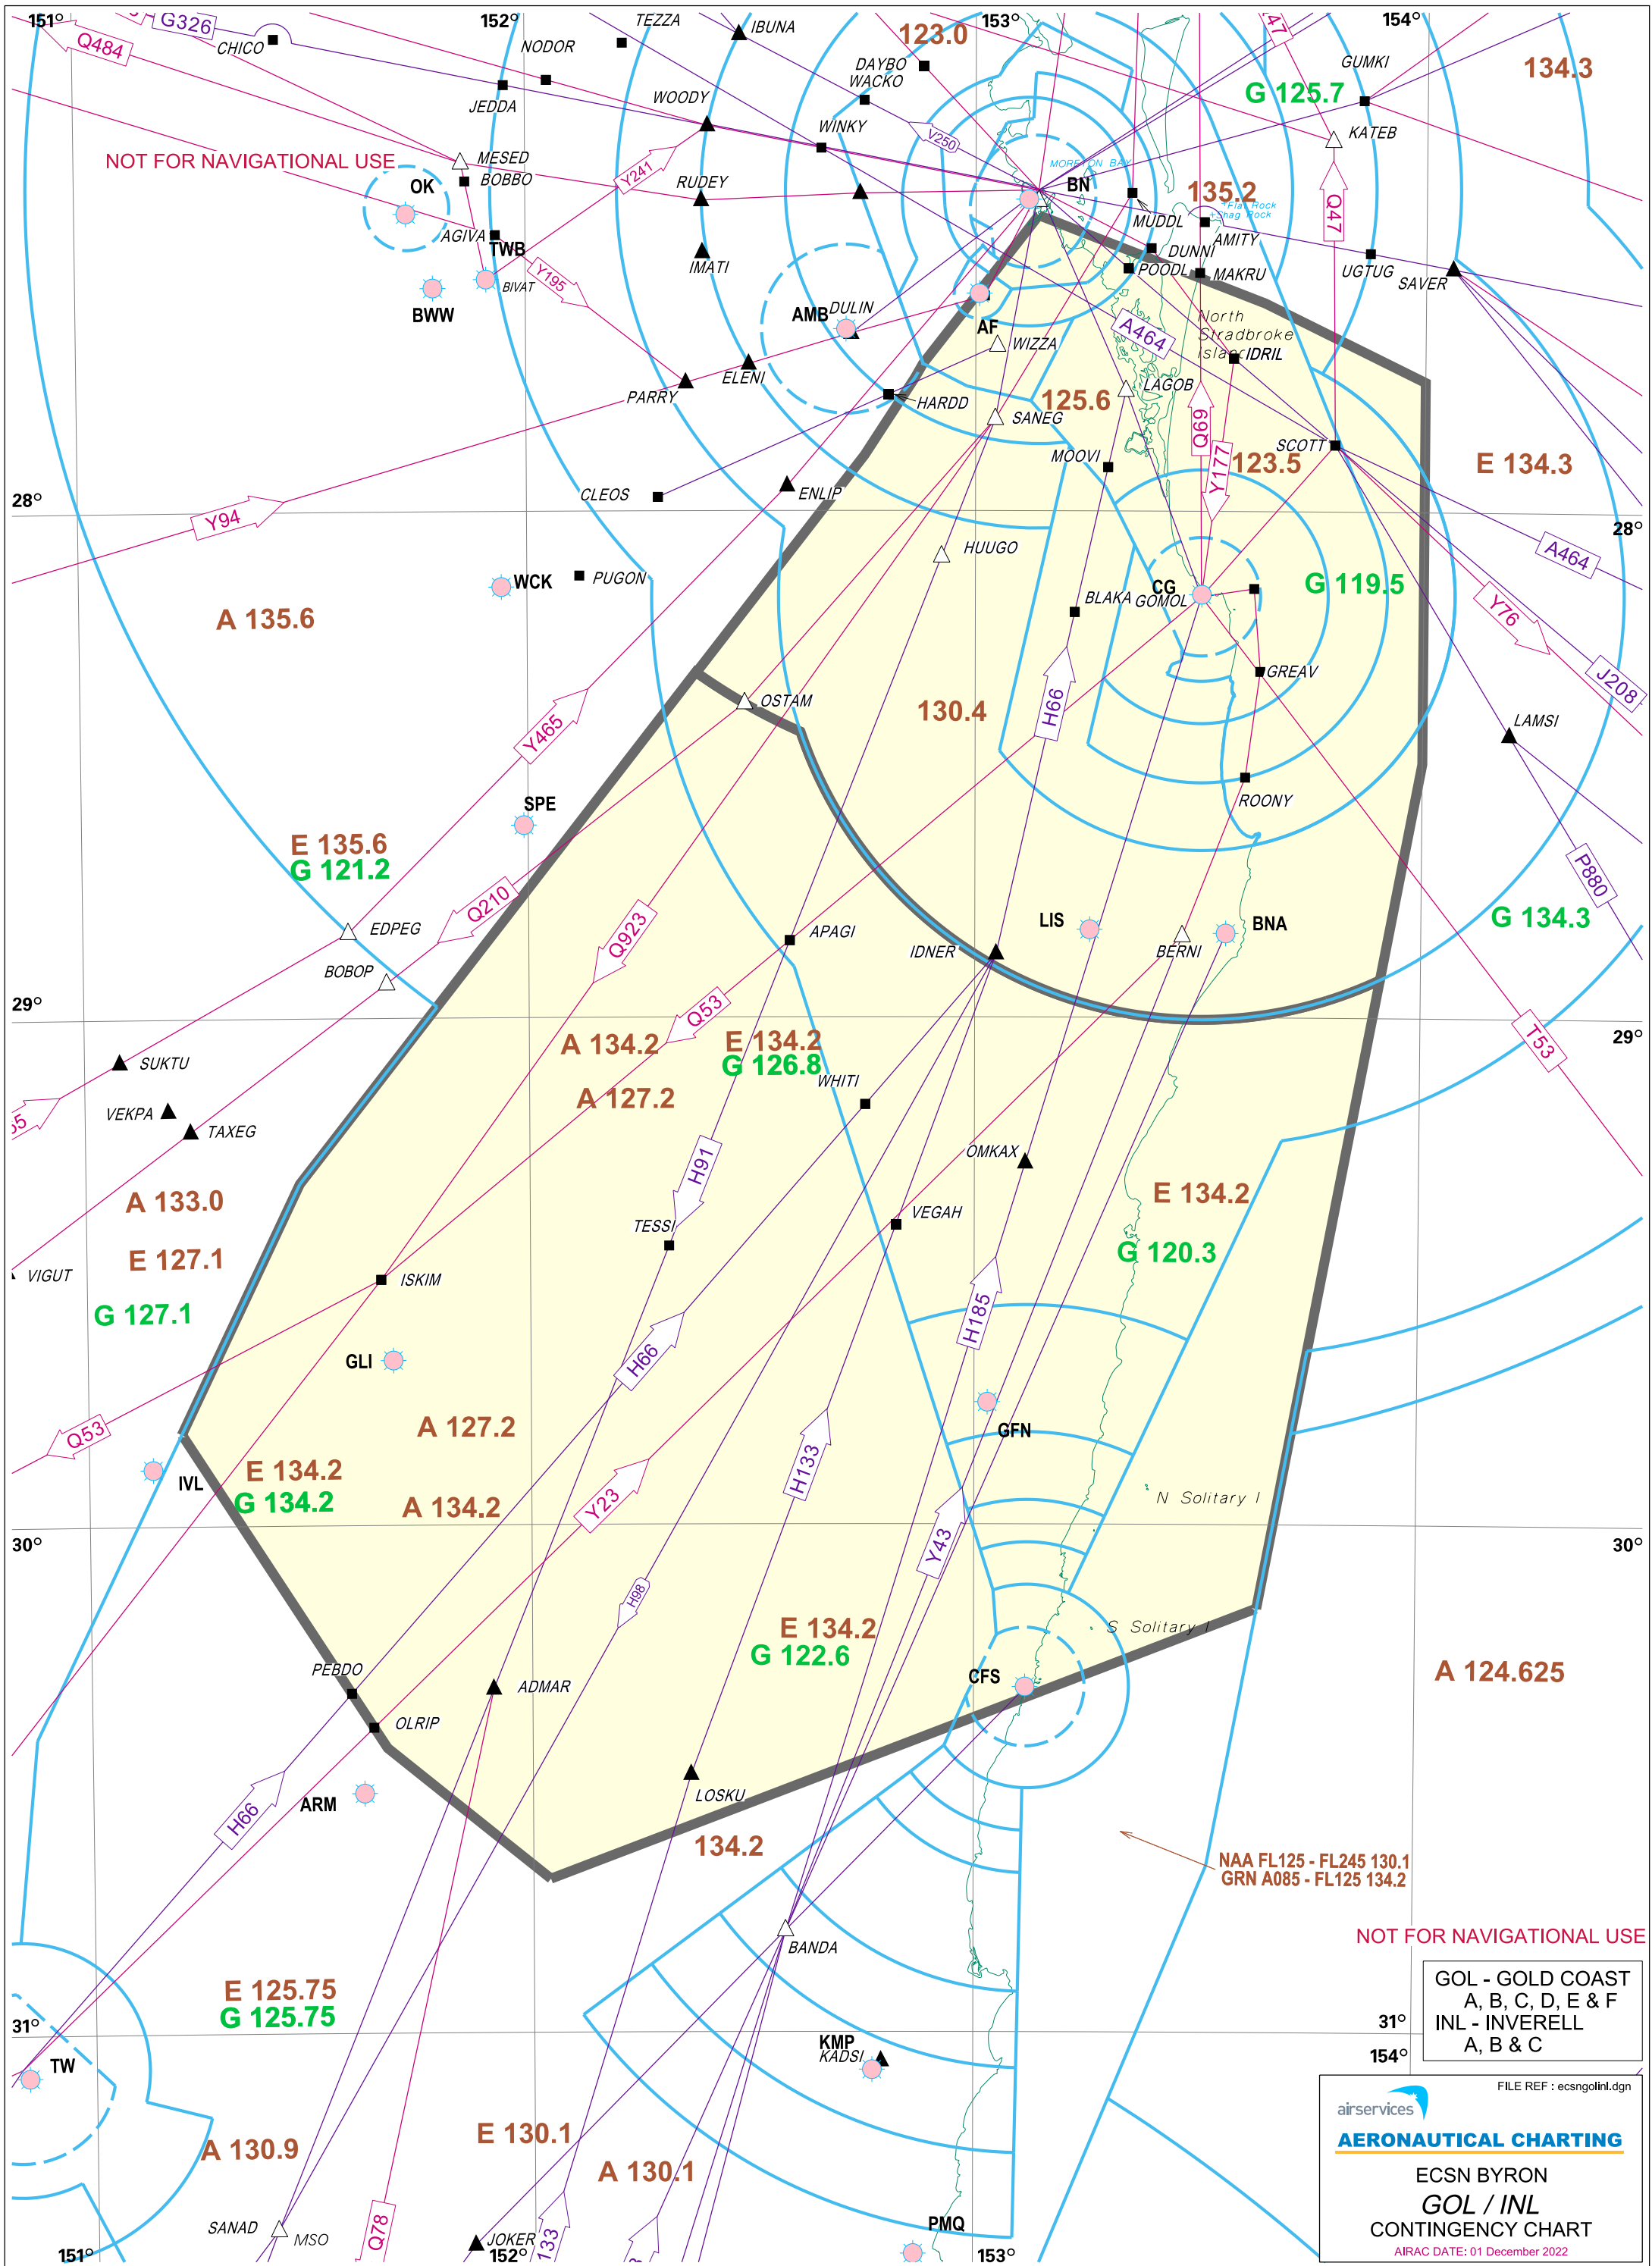 151°
152°
153°
154°
G326
Q484
CHICO
NODOR
TEZZA
IBUNA
123.0
DAYBO
WACKO
47
GUMKI
134.3
G 125.7
JEDDA
WOODY
WINKY
V250
KATEB
NOT FOR NAVIGATIONAL USE
MESED
BOBBO
OK
Y241
RUDEY
MORETON BAY
BN
135.2
Flat Rock
Shag Rock
MUDDL
AMITY
Q47
AGIVA
TWB
BIVAT
Y195
IMATI
DUNNI
POODL
MAKRU
UGTUG
SAVER
BWW
AMB
DULIN
AF
WIZZA
A464
North
Stradbroke
Island
IDRIL
PARRY
ELENI
HARDD
125.6
LAGOB
SANEG
Q69
Y177
SCOTT
MOOVI
123.5
E 134.3
CLEOS
ENLIP
28°
Y94
28°
HUUGO
A464
WCK
PUGON
CG
BLAKA
GOMOL
G 119.5
Y76
A 135.6
GREAV
J208
OSTAM
130.4
H66
LAMSI
Y465
ROONY
SPE
E 135.6
G 121.2
P880
Q210
Q923
G 134.3
EDPEG
APAGI
LIS
BNA
IDNER
BERNI
BOBOP
29°
Q53
29°
A 134.2
E 134.2
G 126.8
T53
SUKTU
WHITI
A 127.2
VEKPA
TAXEG
H91
OMKAX
A 133.0
E 134.2
VEGAH
TESSI
G 120.3
E 127.1
VIGUT
ISKIM
G 127.1
H185
GLI
H66
A 127.2
Q53
GFN
E 134.2
IVL
H133
G 134.2
A 134.2
Y23
N Solitary I
30°
Y43
30°
H98
E 134.2
G 122.6
S Solitary I
PEBDO
CFS
A 124.625
ADMAR
OLRIP
LOSKU
ARM
H66
134.2
NAA FL125 - FL245 130.1
GRN A085 - FL125 134.2
BANDA
NOT FOR NAVIGATIONAL USE
GOL - GOLD COAST
A, B, C, D, E & F
INL - INVERELL
A, B & C
E 125.75
G 125.75
31°
31°
154°
TW
KMP
KADSI
FILE REF : ecsngolinl.dgn
airservices
AERONAUTICAL CHARTING
E 130.1
A 130.9
A 130.1
ECSN BYRON
GOL / INL
CONTINGENCY CHART
AIRAC DATE: 01 December 2022
SANAD
MSO
Q78
JOKER
133
PMQ
151°
152°
153°